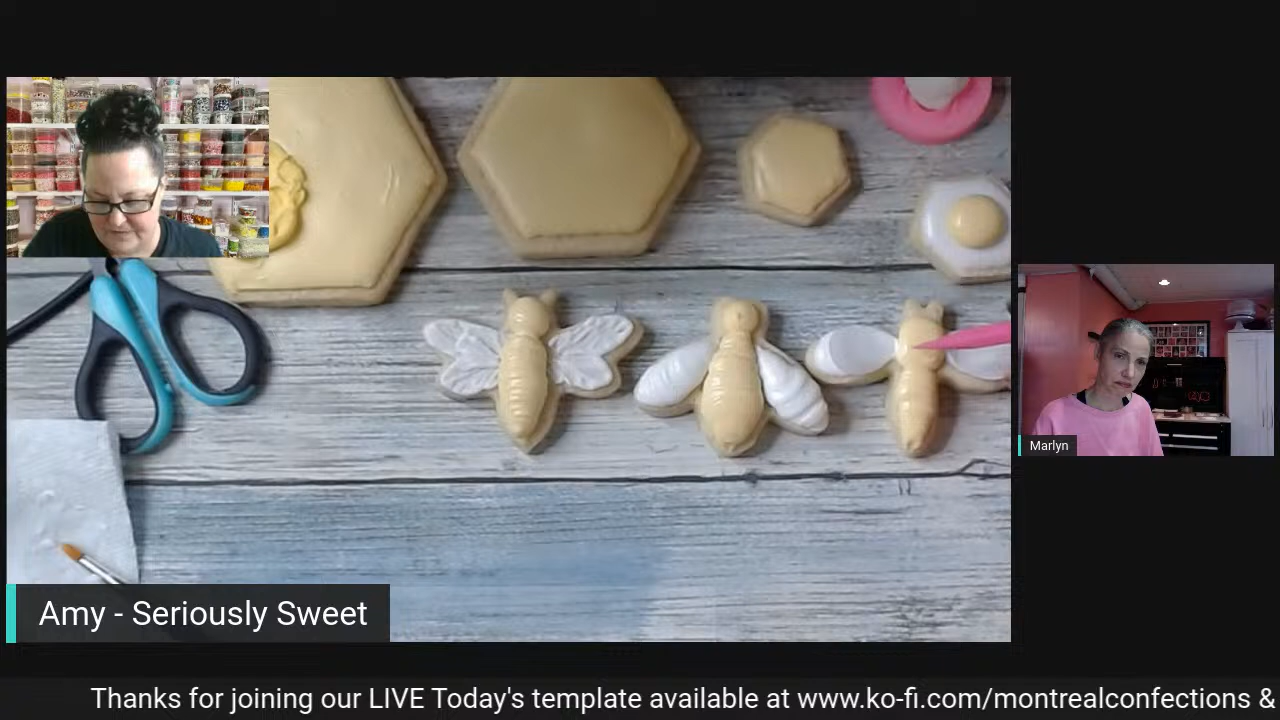 Marlyn
Amy - Seriously Sweet
Thanks for joining our LIVE Today's template available at www.ko-fi.com/montrealconfections &